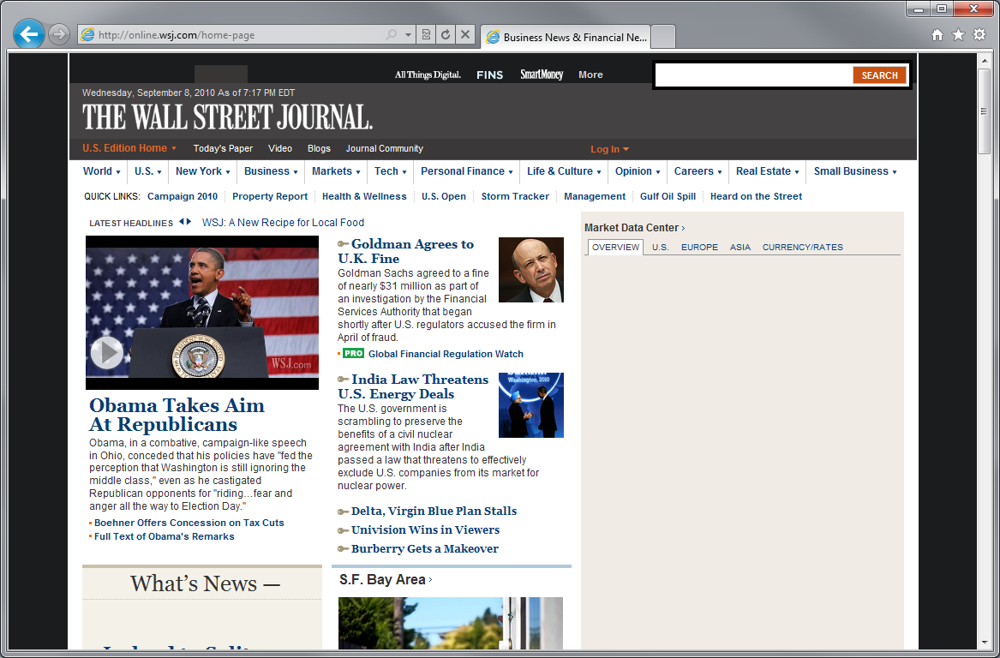 http://online.wsj.com/home-page
Business News & Financial Ne...
All Things Digital. FINS SmartMoney More
SEARCH
Wednesday, September 8, 2010 As of 7:17 PM EDT
THE WALL STREET JOURNAL.
U.S. Edition Home Today's Paper Video Blogs Journal Community Log In
World U.S. New York Business Markets Tech Personal Finance Life & Culture Opinion Careers Real Estate Small Business
QUICK LINKS: Campaign 2010 Property Report Health & Wellness U.S. Open Storm Tracker Management Gulf Oil Spill Heard on the Street
LATEST HEADLINES WSJ: A New Recipe for Local Food
WSJ.com
Obama Takes Aim
At Republicans
Obama, in a combative, campaign-like speech
in Ohio, conceded that his policies have "fed the
perception that Washington is still ignoring the
middle class," even as he castigated
Republican opponents for "riding...fear and
anger all the way to Election Day."
Boehner Offers Concession on Tax Cuts
Full Text of Obama's Remarks
What's News —
Goldman Agrees to
U.K. Fine
Goldman Sachs agreed to a fine
of nearly $31 million as part of
an investigation by the Financial
Services Authority that began
shortly after U.S. regulators accused the firm in
April of fraud.
PRO Global Financial Regulation Watch
India Law Threatens
U.S. Energy Deals
The U.S. government is
scrambling to preserve the
benefits of a civil nuclear
agreement with India after India
passed a law that threatens to effectively
exclude U.S. companies from its market for
nuclear power.
Washington, 2010
Delta, Virgin Blue Plan Stalls
Univision Wins in Viewers
Burberry Gets a Makeover
S.F. Bay Area
Market Data Center
OVERVIEW U.S. EUROPE ASIA CURRENCY/RATES